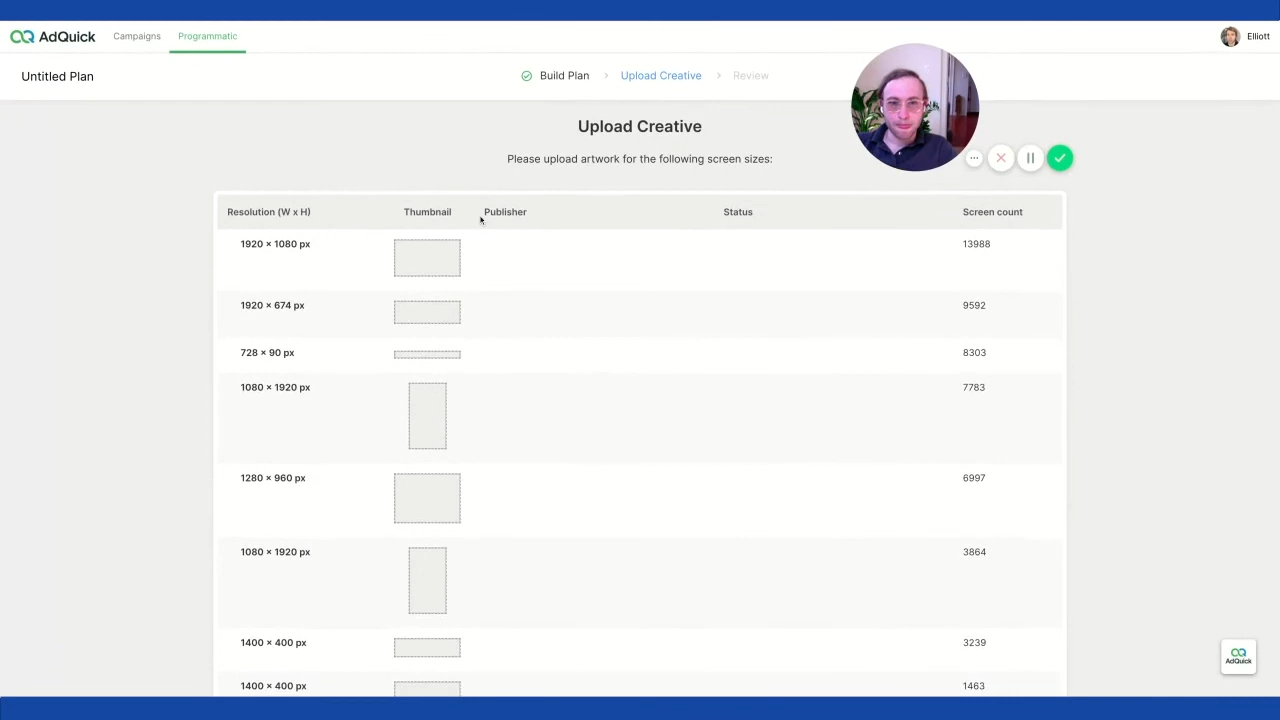 AdQuick Campaigns Programmatic Elliott
Untitled Plan Build Plan Upload Creative Review
Upload Creative
Please upload artwork for the following screen sizes:
Resolution (W x H) Thumbnail Publisher Status Screen count
1920 × 1080 px 13988
1920 × 674 px 9592
728 × 90 px 8303
1080 × 1920 px 7783
1280 × 960 px 6997
1080 × 1920 px 3864
1400 × 400 px 3239
AdQuick
1400 × 400 px 1463